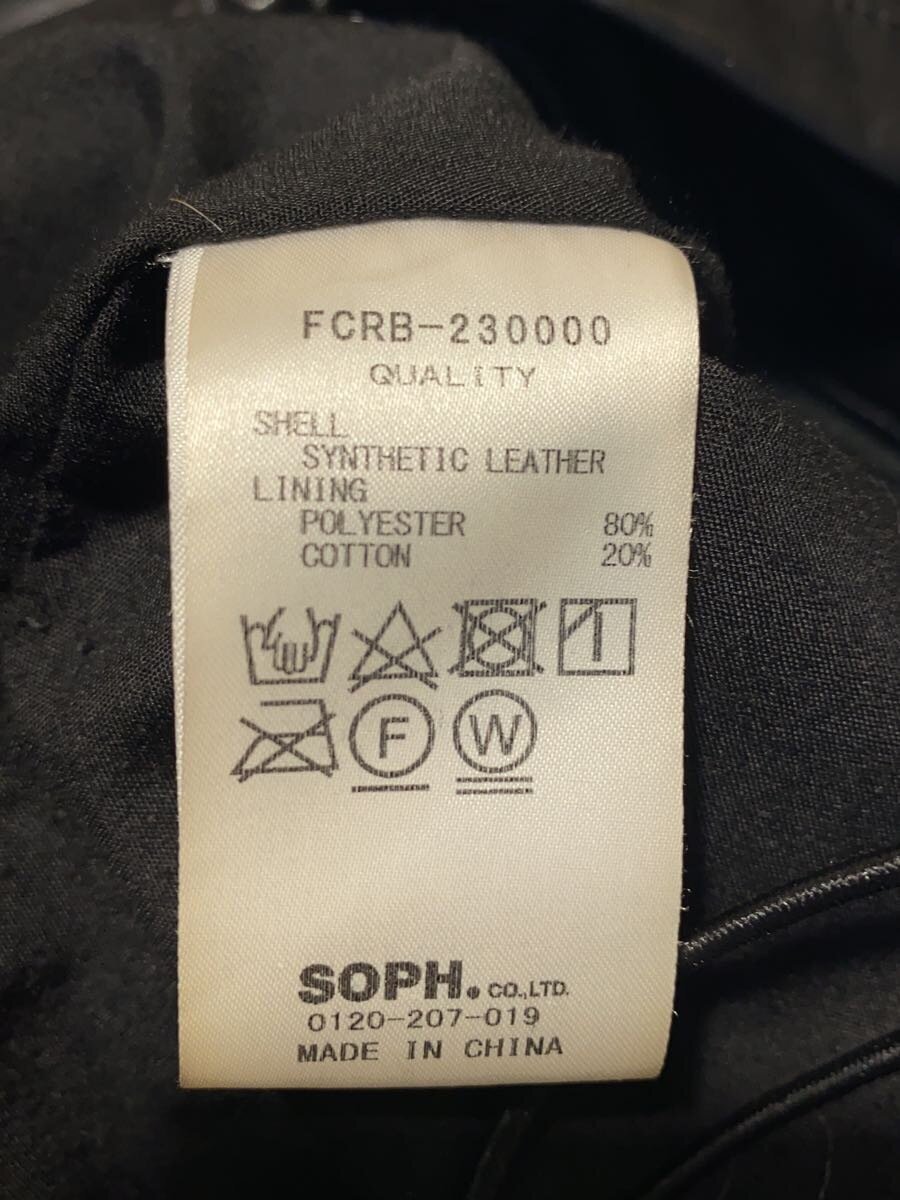 FCRB-230000
QUALITY
SHELL
SYNTHETIC LEATHER
LINING
POLYESTER 80%
COTTON 20%
F W
SOPH. CO.,LTD.
0120-207-019
MADE IN CHINA